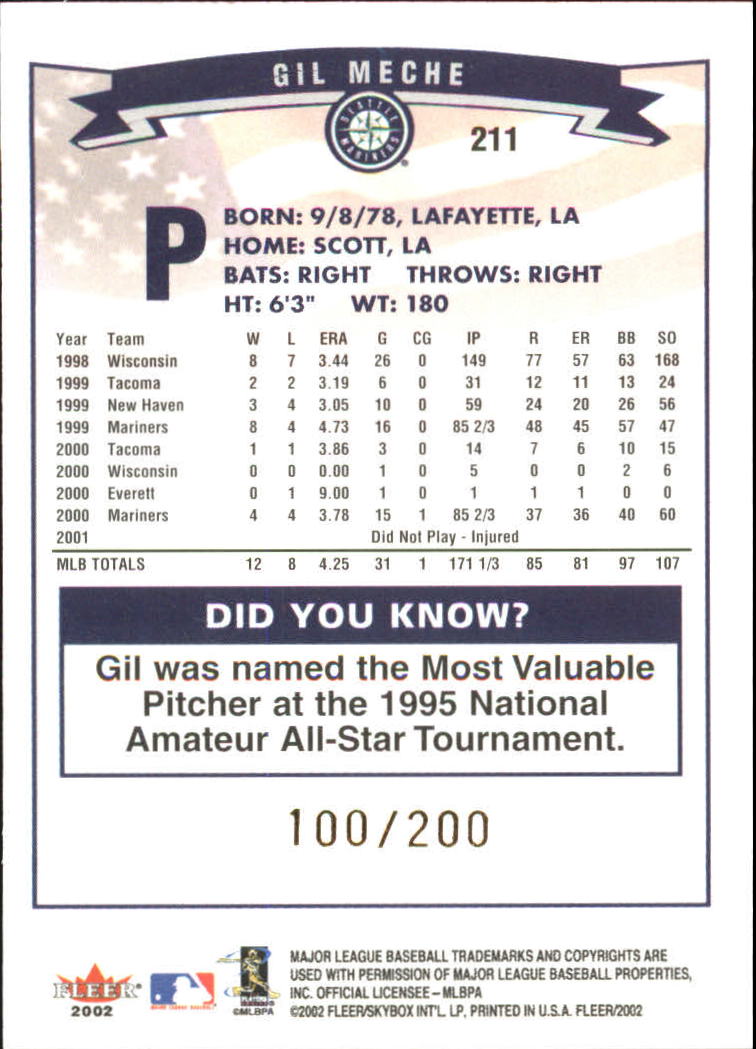 GIL MECHE
SEATTLE MARINERS
211
P
BORN: 9/8/78, LAFAYETTE, LA
HOME: SCOTT, LA
BATS: RIGHT THROWS: RIGHT
HT: 6'3" WT: 180
Year Team W L ERA G CG IP R ER BB SO
1998 Wisconsin 8 7 3.44 26 0 149 77 57 63 168
1999 Tacoma 2 2 3.19 6 0 31 12 11 13 24
1999 New Haven 3 4 3.05 10 0 59 24 20 26 56
1999 Mariners 8 4 4.73 16 0 85 2/3 48 45 57 47
2000 Tacoma 1 1 3.86 3 0 14 7 6 10 15
2000 Wisconsin 0 0 0.00 1 0 5 0 0 2 6
2000 Everett 0 1 9.00 1 0 1 1 1 0 0
2000 Mariners 4 4 3.78 15 1 85 2/3 37 36 40 60
2001 Did Not Play - Injured
MLB TOTALS 12 8 4.25 31 1 171 1/3 85 81 97 107
DID YOU KNOW?
Gil was named the Most Valuable
Pitcher at the 1995 National
Amateur All-Star Tournament.
100/200
FLEER®
2002
MAJOR LEAGUE BASEBALL
©MLBPA
MAJOR LEAGUE BASEBALL TRADEMARKS AND COPYRIGHTS ARE
USED WITH PERMISSION OF MAJOR LEAGUE BASEBALL PROPERTIES,
INC. OFFICIAL LICENSEE – MLBPA
©2002 FLEER/SKYBOX INT'L. LP, PRINTED IN U.S.A. FLEER/2002